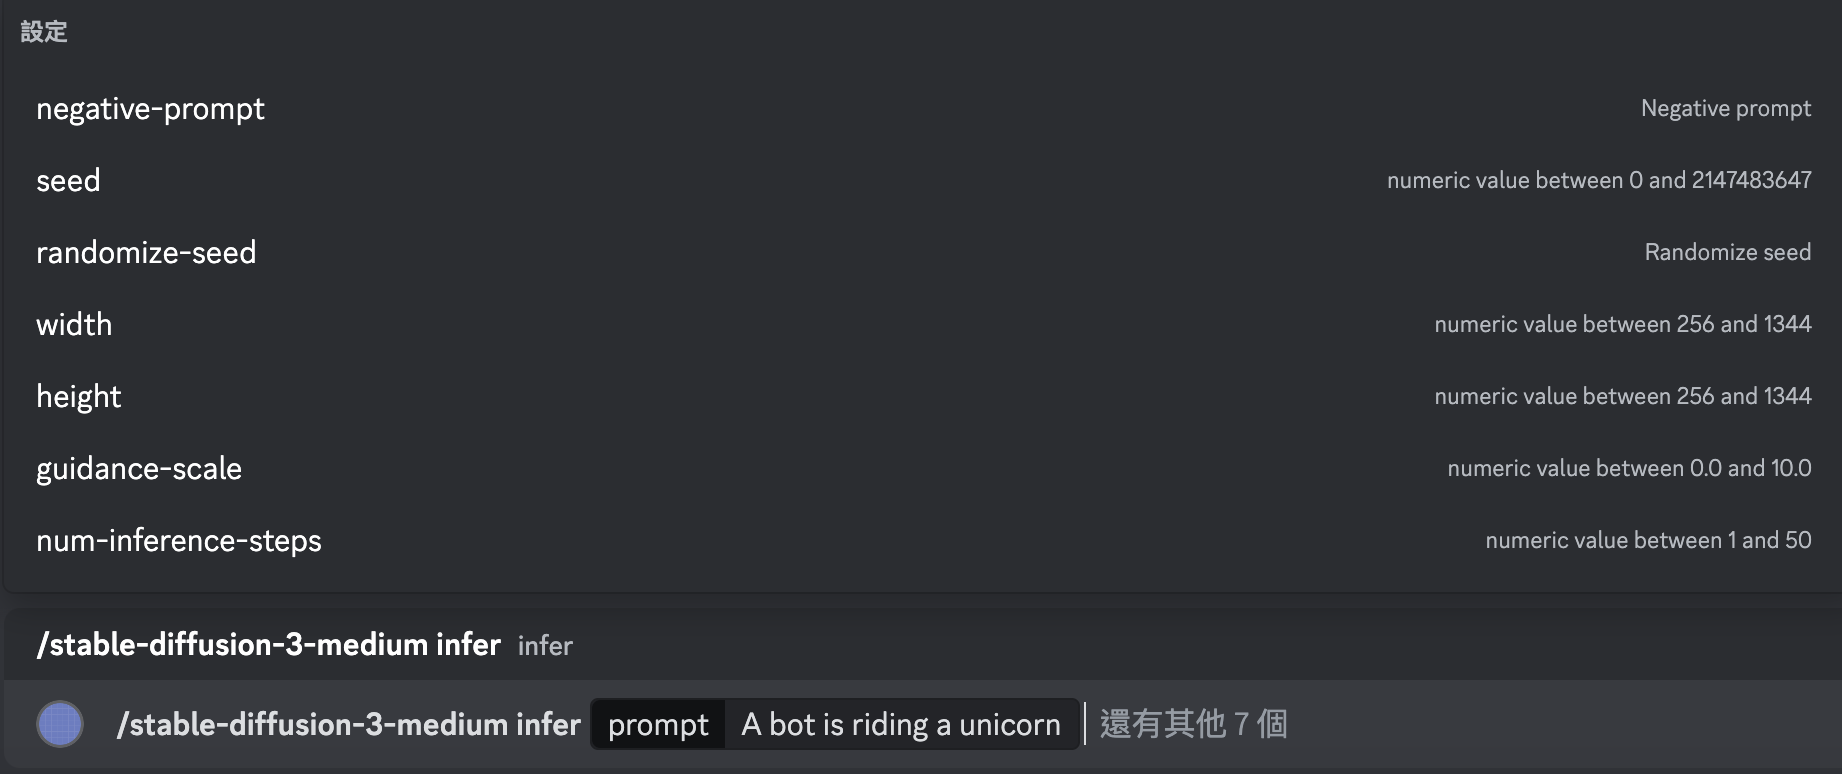 設定
negative-prompt Negative prompt
seed numeric value between 0 and 2147483647
randomize-seed Randomize seed
width numeric value between 256 and 1344
height numeric value between 256 and 1344
guidance-scale numeric value between 0.0 and 10.0
num-inference-steps numeric value between 1 and 50
/stable-diffusion-3-medium infer infer
/stable-diffusion-3-medium infer prompt A bot is riding a unicorn 還有其他 7 個